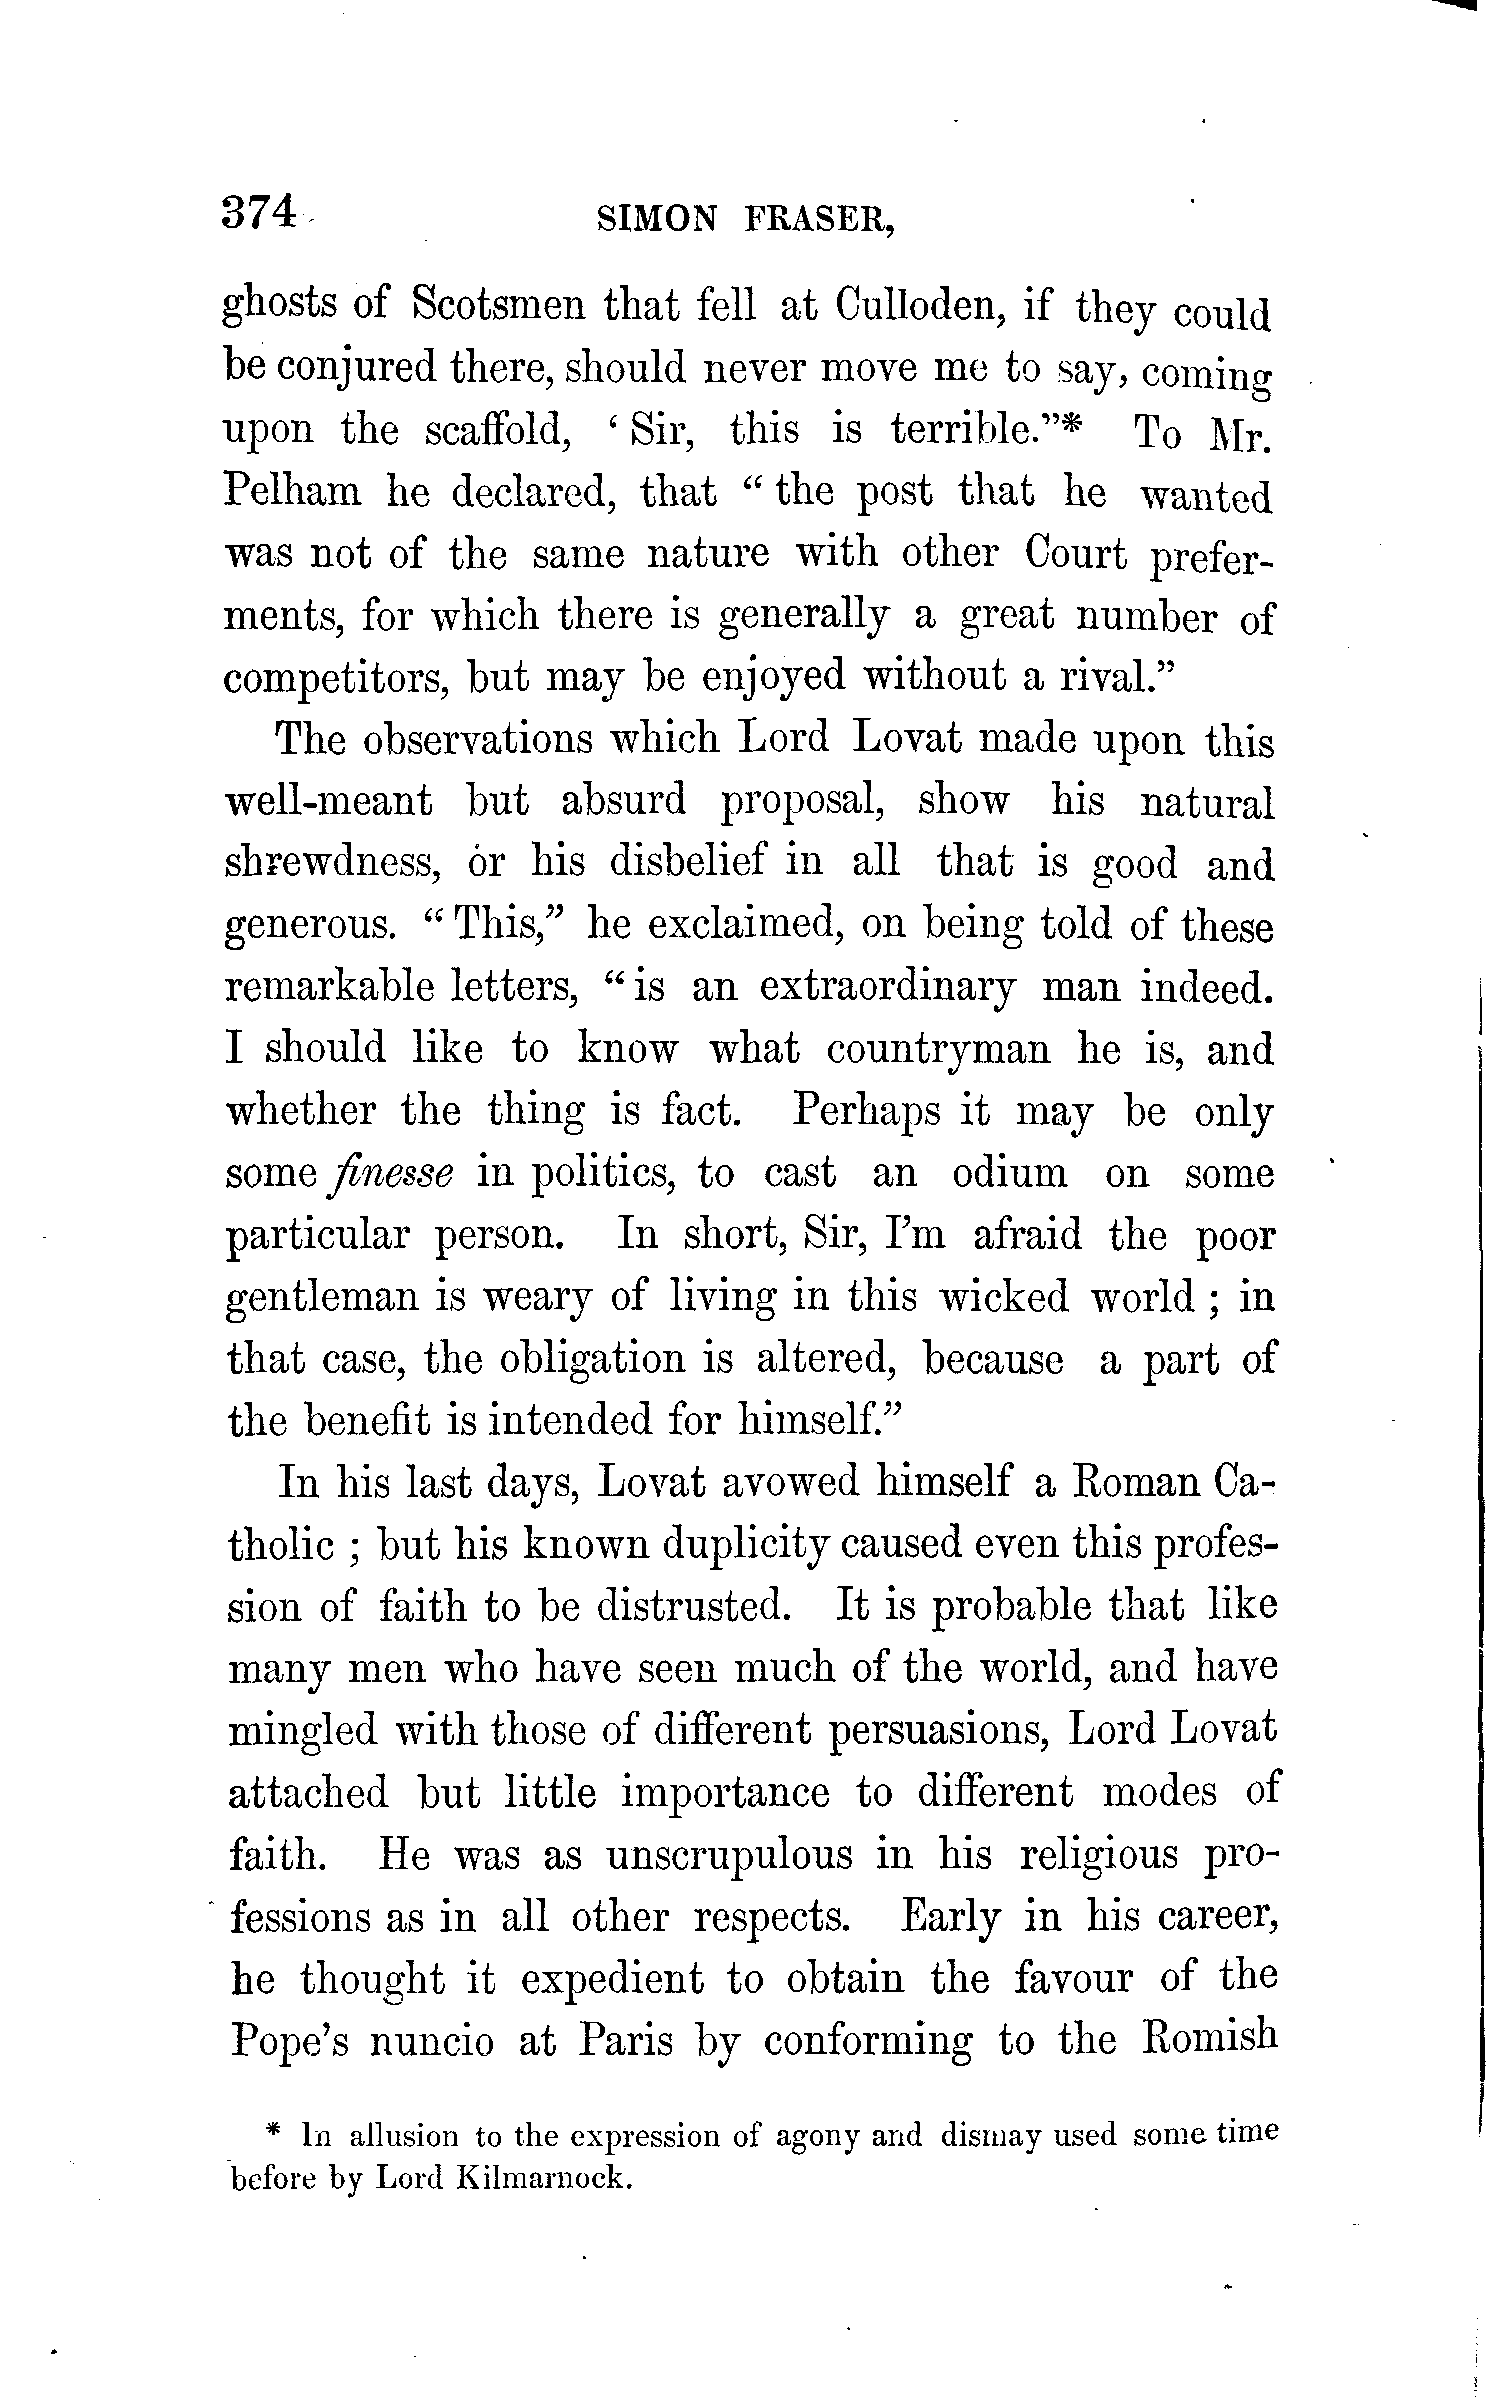 374 SIMON FRASER,
ghosts of Scotsmen that fell at Culloden, if they could
be conjured there, should never move me to say, coming
upon the scaffold, ‘ Sir, this is terrible.”* To Mr.
Pelham he declared, that “ the post that he wanted
was not of the same nature with other Court prefer-
ments, for which there is generally a great number of
competitors, but may be enjoyed without a rival.”
The observations which Lord Lovat made upon this
well-meant but absurd proposal, show his natural
shrewdness, or his disbelief in all that is good and
generous. “ This,” he exclaimed, on being told of these
remarkable letters, “ is an extraordinary man indeed.
I should like to know what countryman he is, and
whether the thing is fact. Perhaps it may be only
some finesse in politics, to cast an odium on some
particular person. In short, Sir, I’m afraid the poor
gentleman is weary of living in this wicked world ; in
that case, the obligation is altered, because a part of
the benefit is intended for himself.”
In his last days, Lovat avowed himself a Roman Ca-
tholic ; but his known duplicity caused even this profes-
sion of faith to be distrusted. It is probable that like
many men who have seen much of the world, and have
mingled with those of different persuasions, Lord Lovat
attached but little importance to different modes of
faith. He was as unscrupulous in his religious pro-
fessions as in all other respects. Early in his career,
he thought it expedient to obtain the favour of the
Pope’s nuncio at Paris by conforming to the Romish
* In allusion to the expression of agony and dismay used some time
before by Lord Kilmarnock.